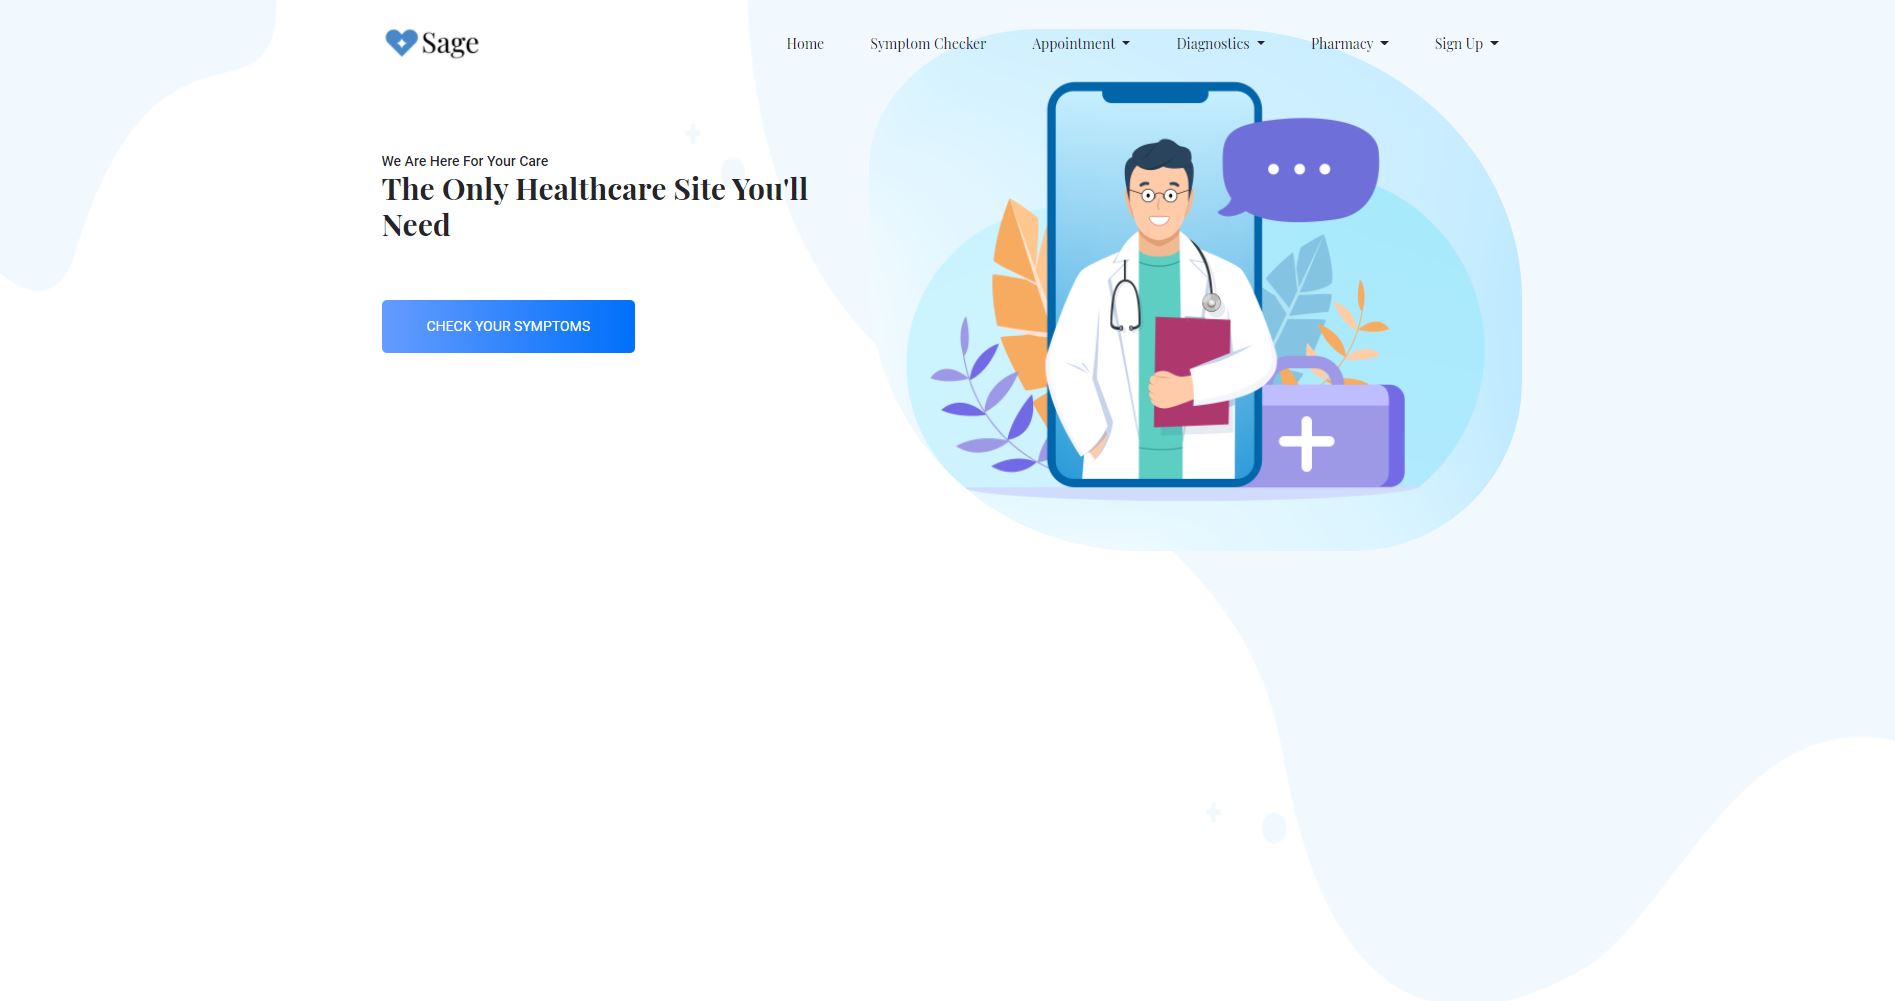 Sage
Home
Symptom Checker
Appointment
Diagnostics
Pharmacy
Sign Up
We Are Here For Your Care
The Only Healthcare Site You'll
Need
CHECK YOUR SYMPTOMS